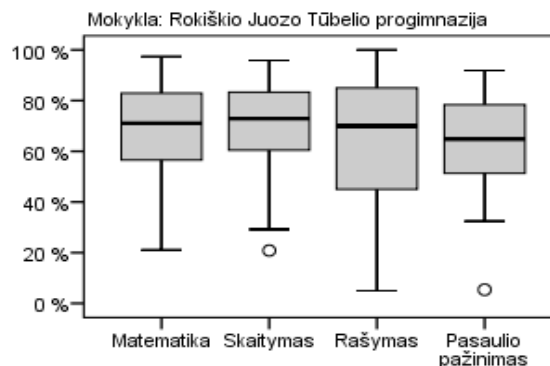 Mokykla: Rokiškio Juozo Tūbelio progimnazija
100 %
80 %
60 %
40 %
20 %
0 %
Matematika Skaitymas Rašymas Pasaulio
pažinimas